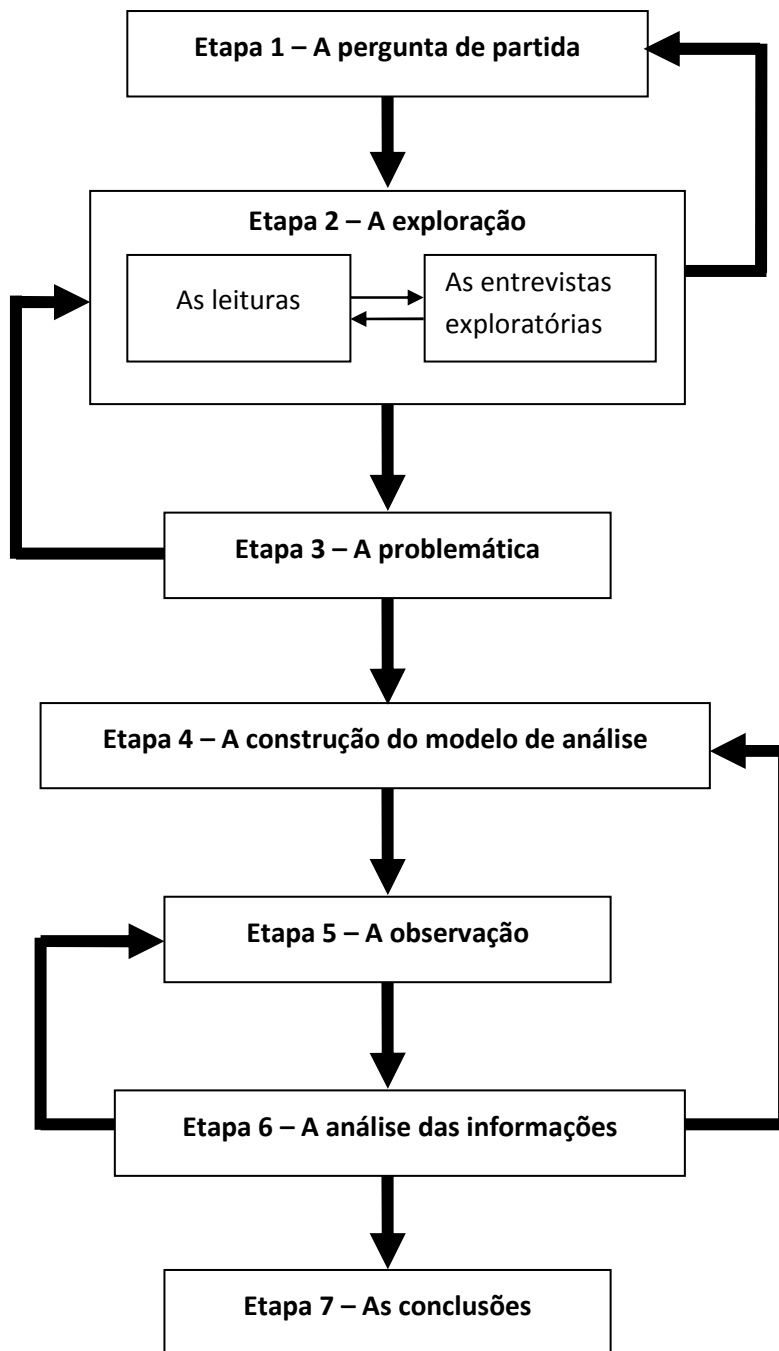 Etapa 1 – A pergunta de partida
Etapa 2 – A exploração
As leituras
As entrevistas
exploratórias
Etapa 3 – A problemática
Etapa 4 – A construção do modelo de análise
Etapa 5 – A observação
Etapa 6 – A análise das informações
Etapa 7 – As conclusões